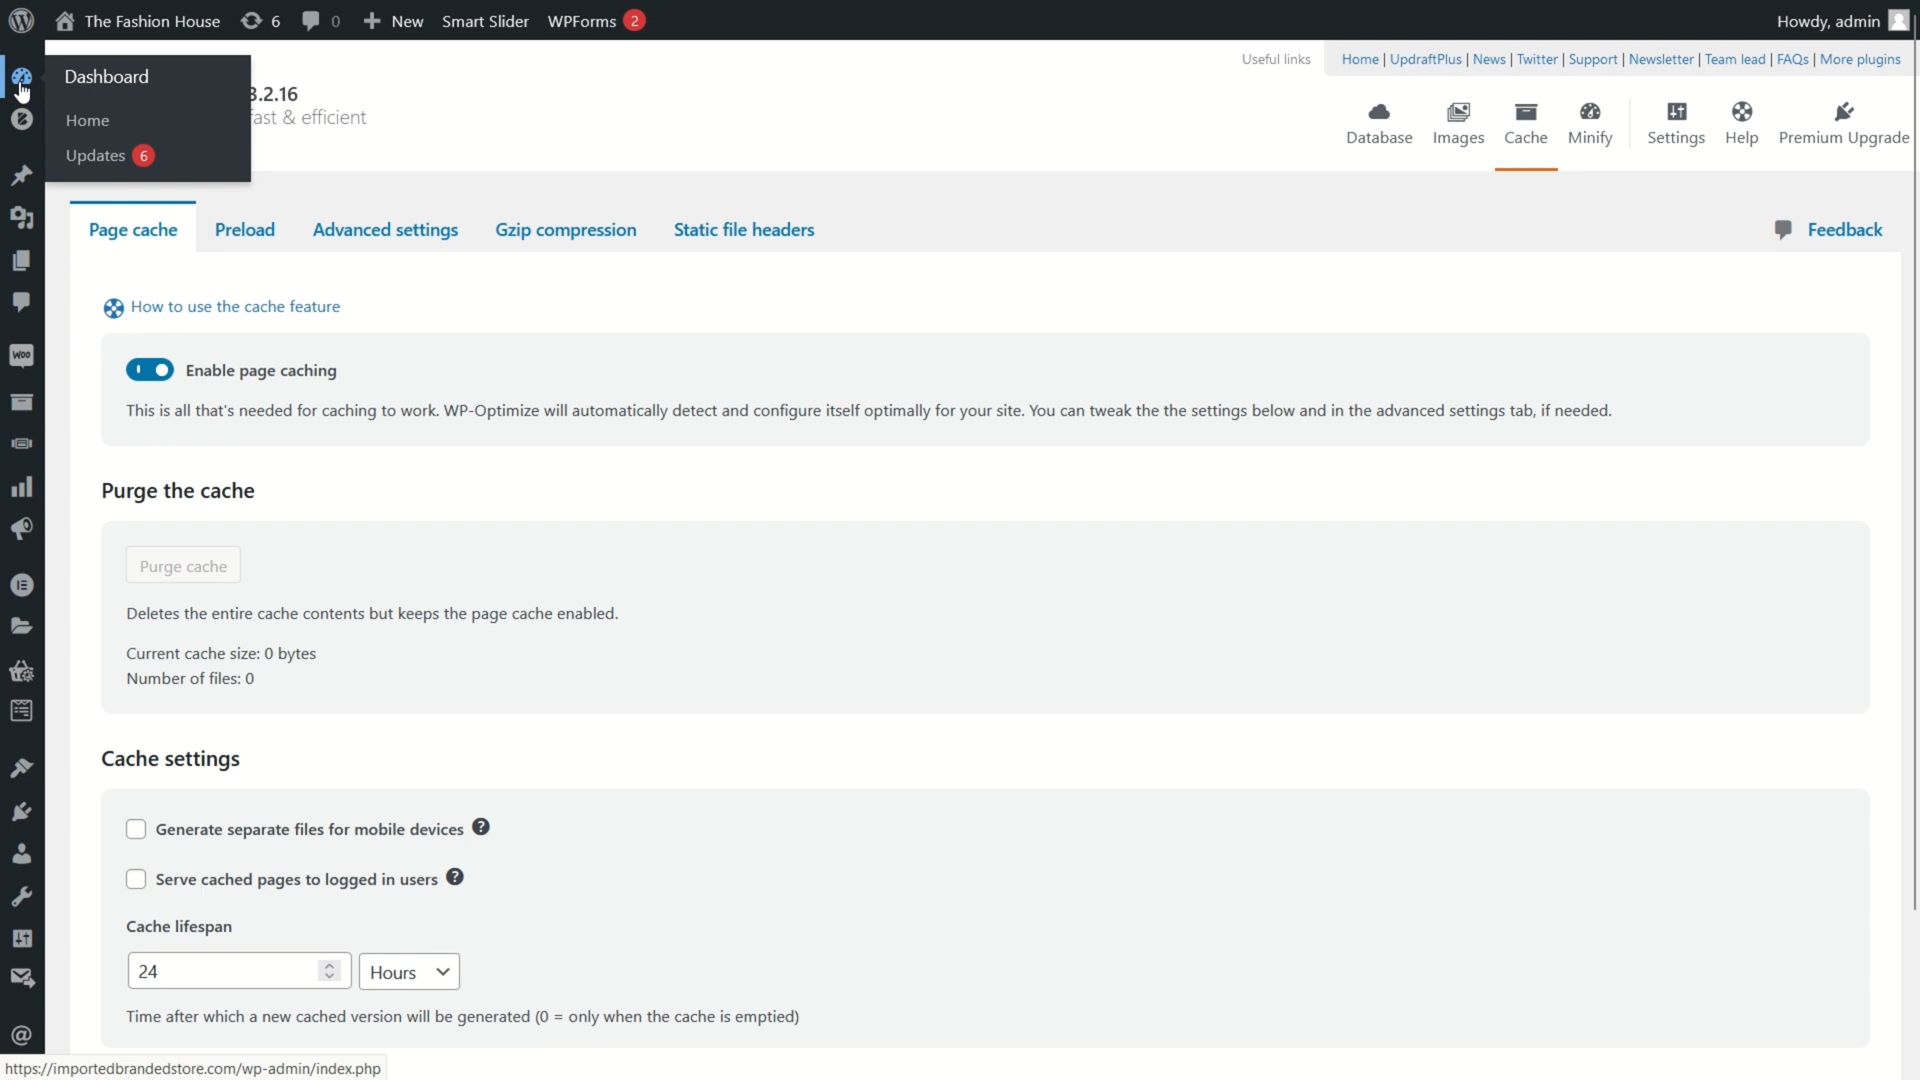 The Fashion House 6 0 New Smart Slider WPForms 2 Howdy, admin
Useful links Home | UpdraftPlus | News | Twitter | Support | Newsletter | Team lead | FAQs | More plugins
Dashboard
Home
Updates 6
3.2.16
fast & efficient
Database Images Cache Minify Settings Help Premium Upgrade
Page cache Preload Advanced settings Gzip compression Static file headers Feedback
How to use the cache feature
Enable page caching
This is all that's needed for caching to work. WP-Optimize will automatically detect and configure itself optimally for your site. You can tweak the the settings below and in the advanced settings tab, if needed.
Woo
Purge the cache
Purge cache
Deletes the entire cache contents but keeps the page cache enabled.
Current cache size: 0 bytes
Number of files: 0
Cache settings
Generate separate files for mobile devices ?
Serve cached pages to logged in users ?
Cache lifespan
24 Hours
Time after which a new cached version will be generated (0 = only when the cache is emptied)
https://importedbrandedstore.com/wp-admin/index.php